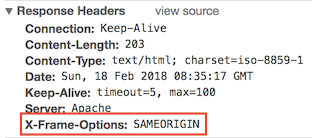 ▼ Response Headers view source
Connection: Keep-Alive
Content-Length: 203
Content-Type: text/html; charset=iso-8859-1
Date: Sun, 18 Feb 2018 08:35:17 GMT
Keep-Alive: timeout=5, max=100
Server: Apache
X-Frame-Options: SAMEORIGIN